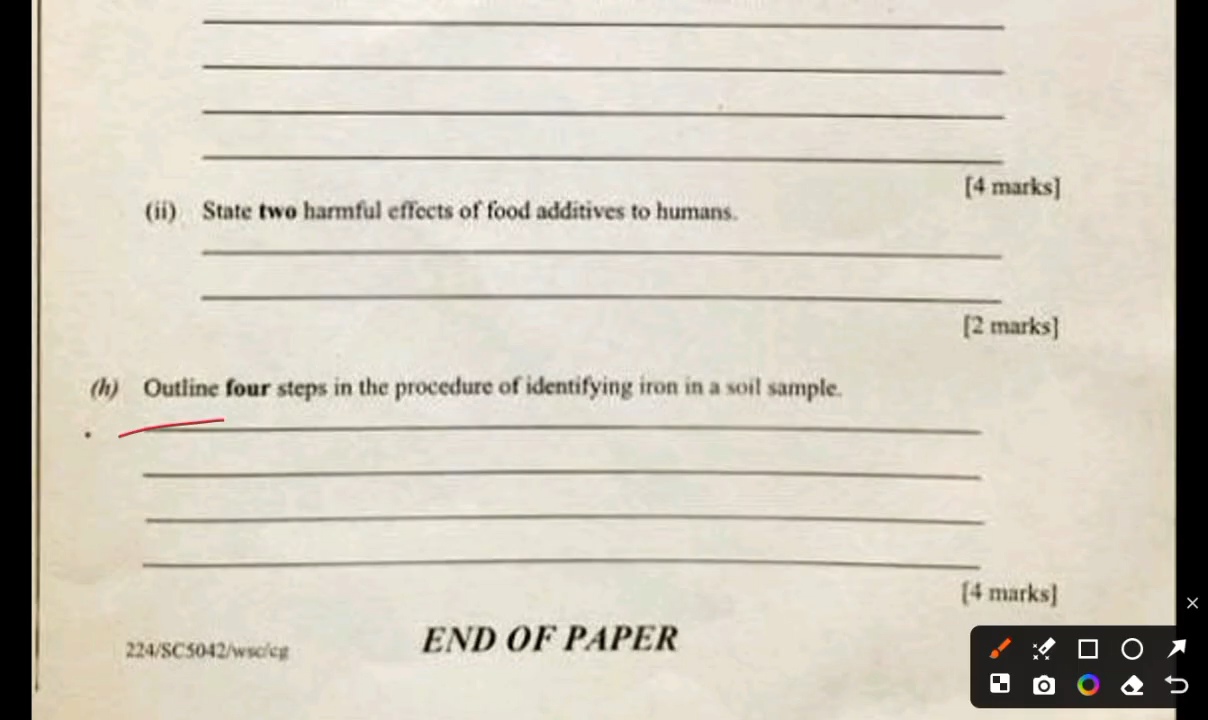 [4 marks]
(ii) State two harmful effects of food additives to humans.
[2 marks]
(h) Outline four steps in the procedure of identifying iron in a soil sample.
[4 marks]
224/SC5042/wsc/cg
END OF PAPER